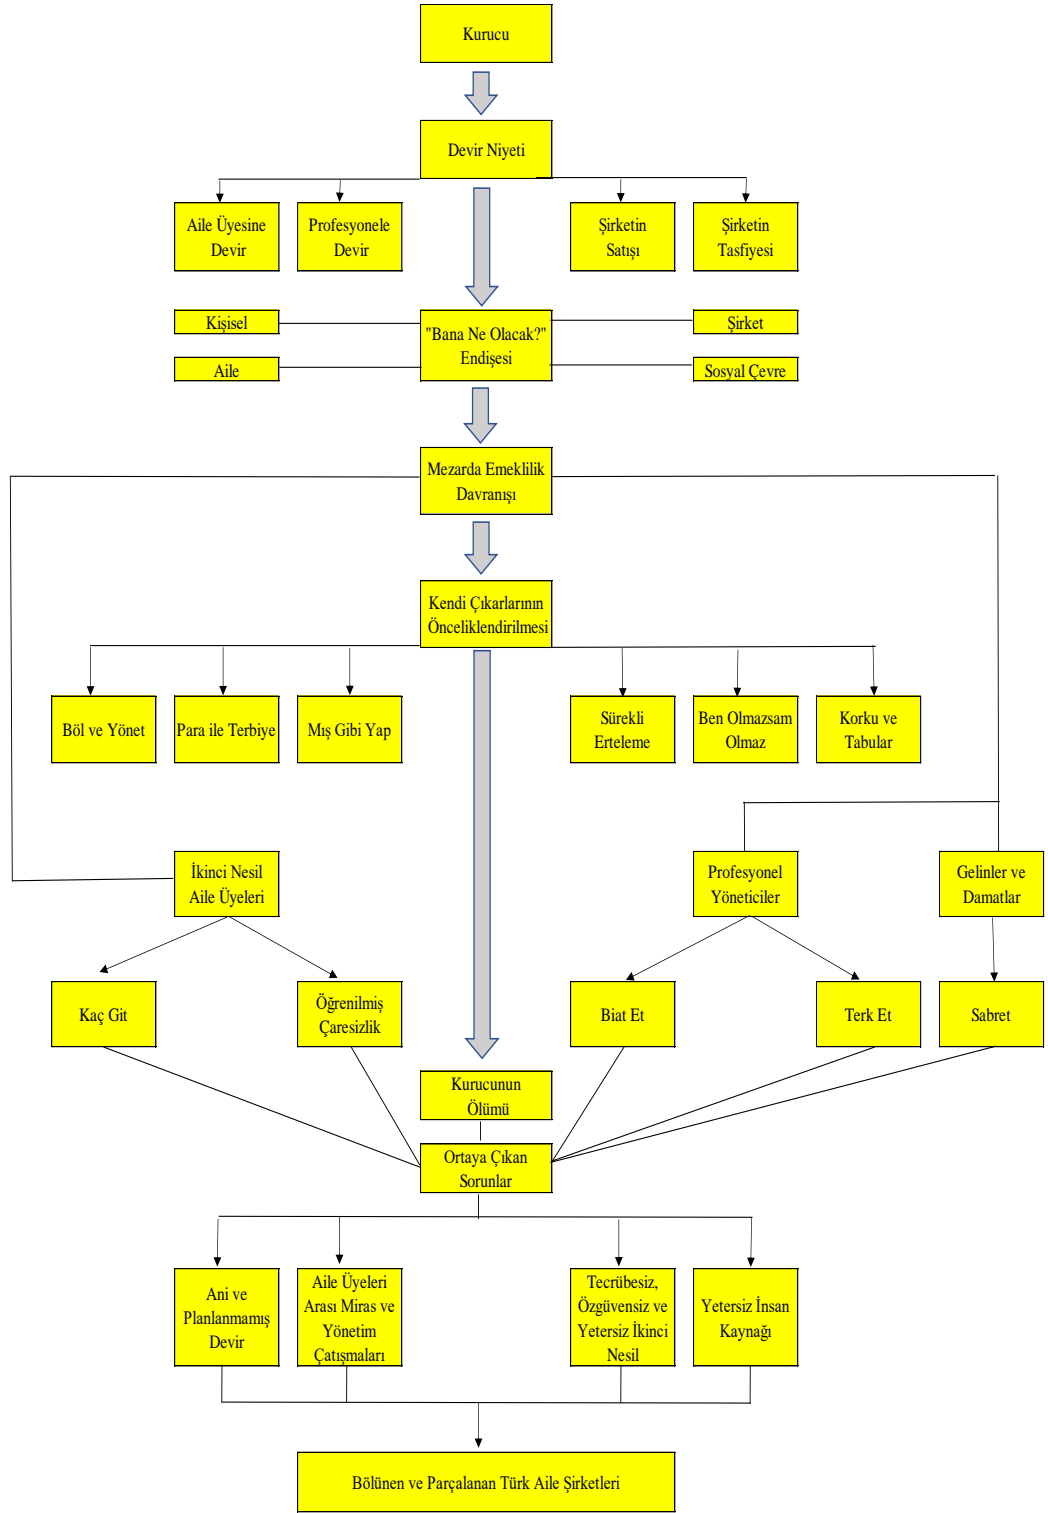 Kurucu
Devir Niyeti
Aile Üyesine
Devir
Profesyonele
Devir
Şirketin
Satışı
Şirketin
Tasfiyesi
Kişisel
Aile
"Bana Ne Olacak?"
Endişesi
Şirket
Sosyal Çevre
Mezarda Emeklilik
Davranışı
Kendi Çıkarlarının
Önceliklendirilmesi
Böl ve Yönet
Para ile Terbiye
Mış Gibi Yap
Sürekli
Erteleme
Ben Olmazsam
Olmaz
Korku ve
Tabular
İkinci Nesil
Aile Üyeleri
Profesyonel
Yöneticiler
Gelinler ve
Damatlar
Kaç Git
Öğrenilmiş
Çaresizlik
Biat Et
Terk Et
Sabret
Kurucunun
Ölümü
Ortaya Çıkan
Sorunlar
Ani ve
Planlanmamış
Devir
Aile Üyeleri
Arası Miras ve
Yönetim
Çatışmaları
Tecrübesiz,
Özgüvensiz ve
Yetersiz İkinci
Nesil
Yetersiz İnsan
Kaynağı
Bölünen ve Parçalanan Türk Aile Şirketleri